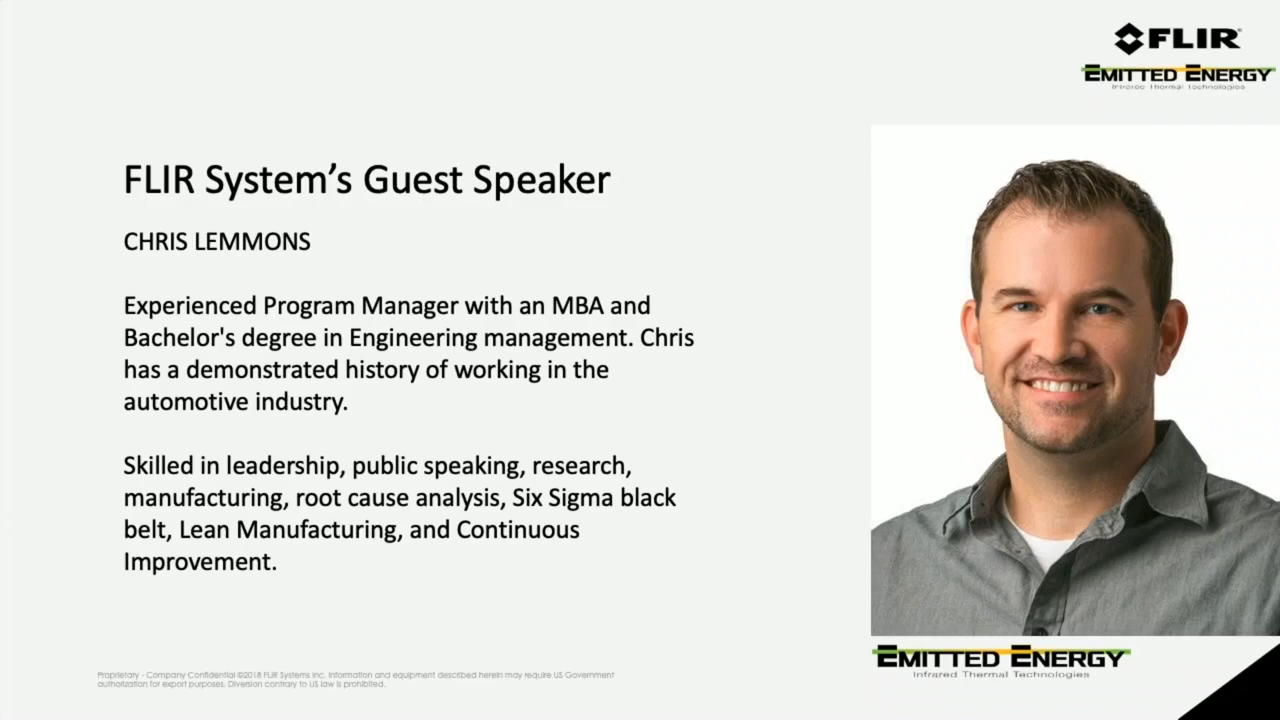 FLIR
EMITTED ENERGY
Infrared Thermal Technologies
FLIR System’s Guest Speaker
CHRIS LEMMONS
Experienced Program Manager with an MBA and
Bachelor's degree in Engineering management. Chris
has a demonstrated history of working in the
automotive industry.
Skilled in leadership, public speaking, research,
manufacturing, root cause analysis, Six Sigma black
belt, Lean Manufacturing, and Continuous
Improvement.
EMITTED ENERGY
Infrared Thermal Technologies
Proprietary - Company Confidential ©2018 FLIR Systems Inc. Information and equipment described herein may require US Government
authorization for export purposes. Diversion contrary to US law is prohibited.